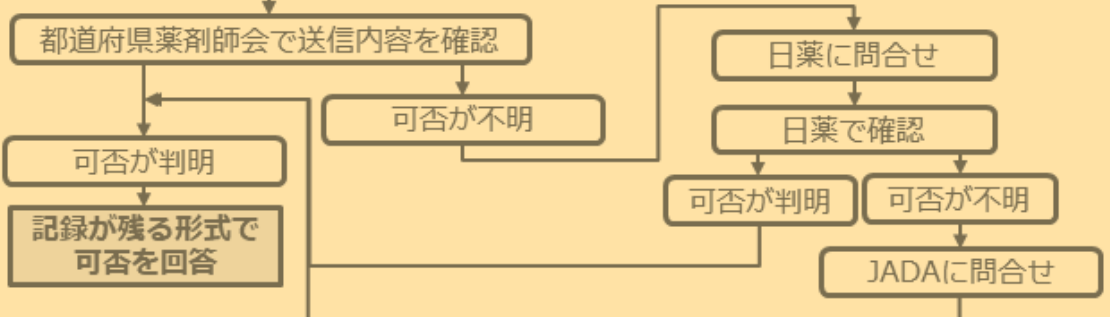 都道府県薬剤師会で送信内容を確認
可否が不明
可否が判明
記録が残る形式で
可否を回答
日薬に問合せ
日薬で確認
可否が判明
可否が不明
JADAに問合せ